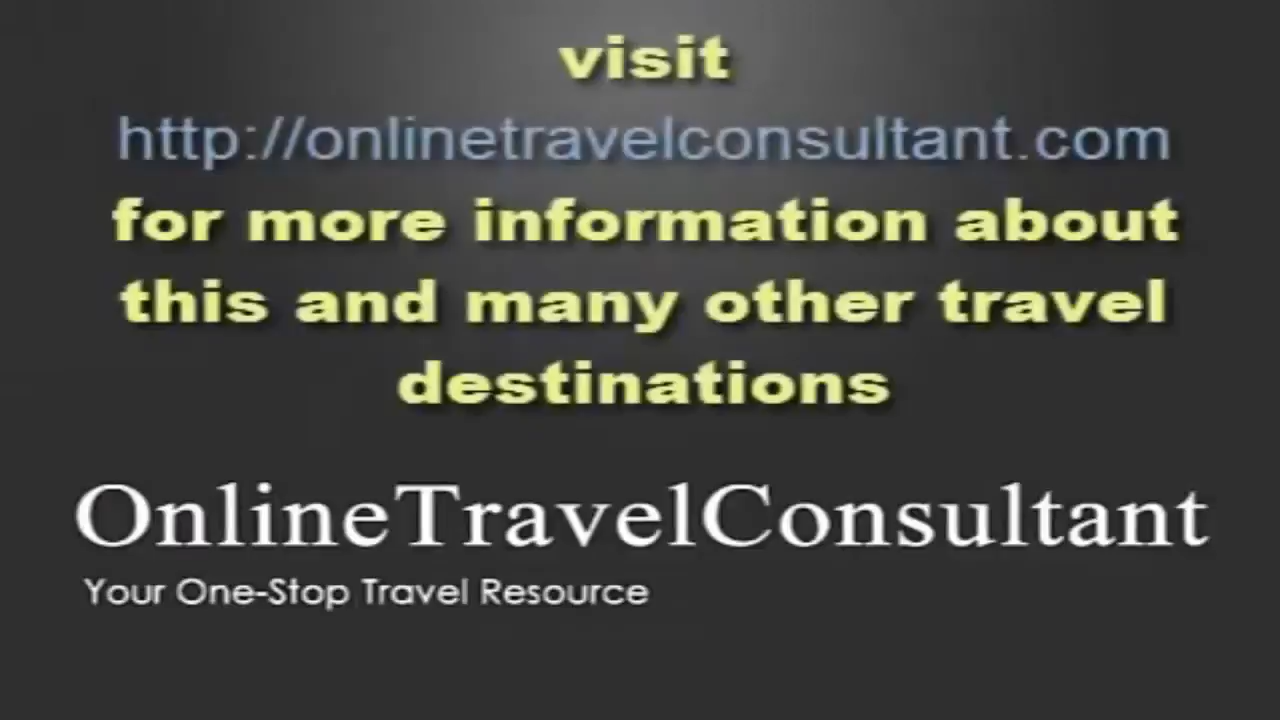 visit
http://onlinetravelconsultant.com
for more information about
this and many other travel
destinations
OnlineTravelConsultant
Your One-Stop Travel Resource